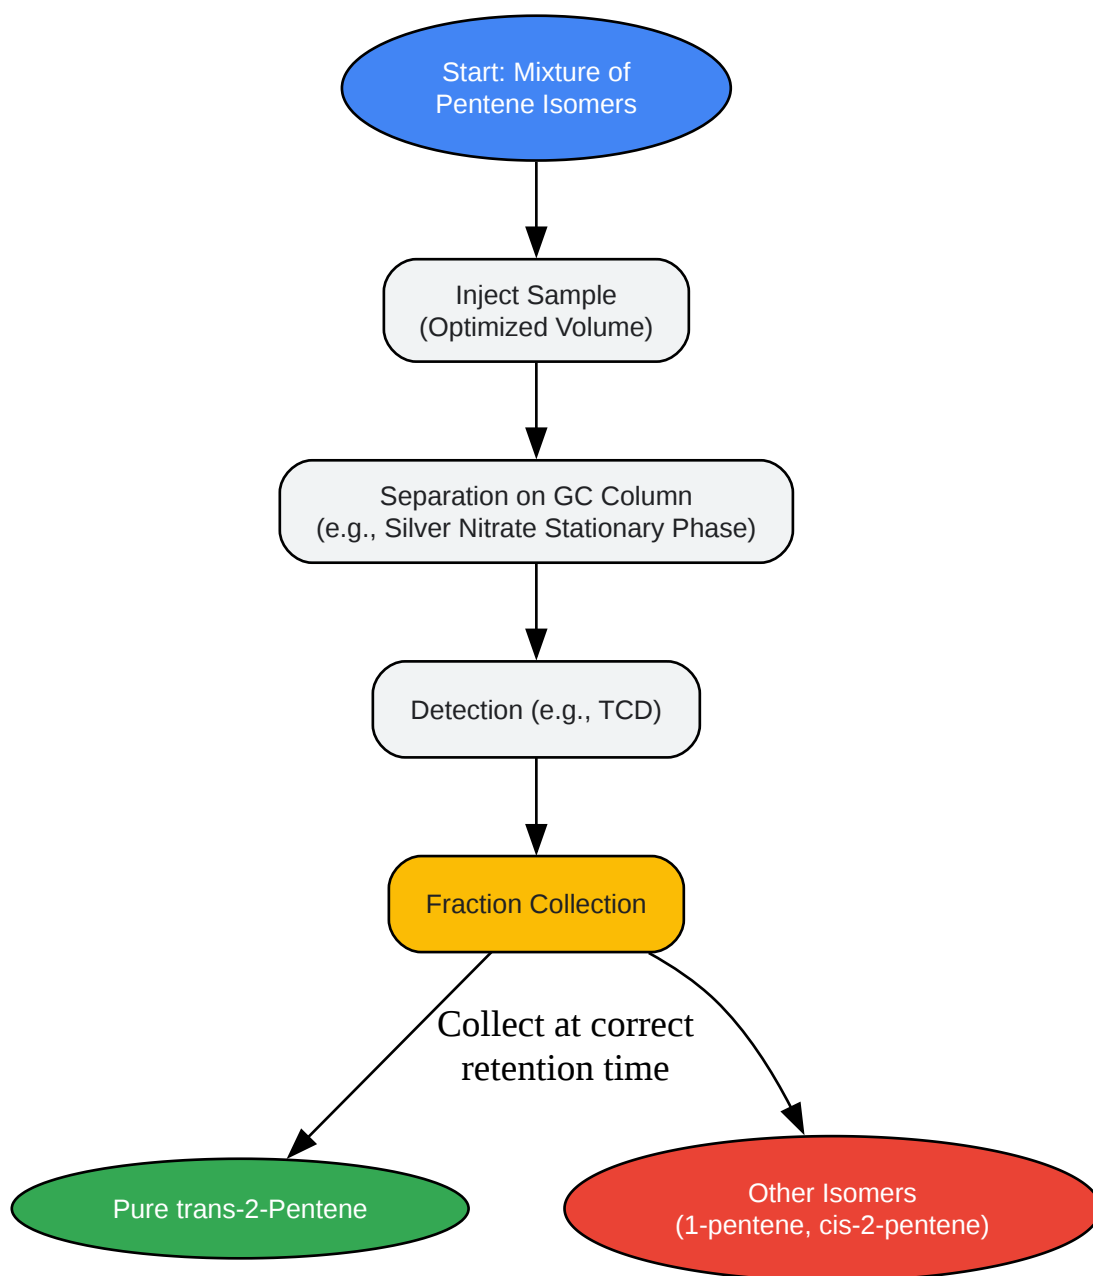 Start: Mixture of
Pentene Isomers
Inject Sample
(Optimized Volume)
Separation on GC Column
(e.g., Silver Nitrate Stationary Phase)
Detection (e.g., TCD)
Fraction Collection
Collect at correct
retention time
Pure trans-2-Pentene
Other Isomers
(1-pentene, cis-2-pentene)